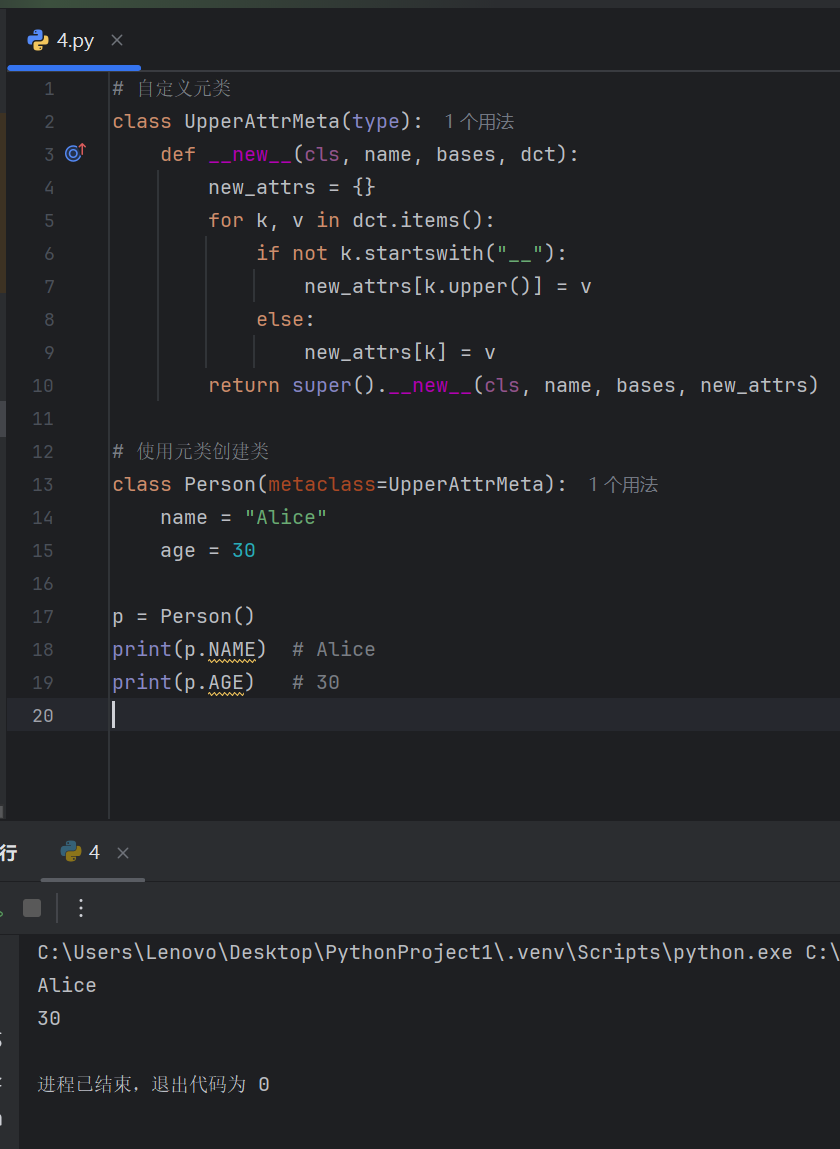 4.py
1 # 自定义元类
2 class UpperAttrMeta(type): 1 个用法
3     def __new__(cls, name, bases, dct):
4         new_attrs = {}
5         for k, v in dct.items():
6             if not k.startswith("__"):
7                 new_attrs[k.upper()] = v
8             else:
9                 new_attrs[k] = v
10         return super().__new__(cls, name, bases, new_attrs)
11
12 # 使用元类创建类
13 class Person(metaclass=UpperAttrMeta): 1 个用法
14     name = "Alice"
15     age = 30
16
17 p = Person()
18 print(p.NAME)  # Alice
19 print(p.AGE)   # 30
20
行 4
C:\Users\Lenovo\Desktop\PythonProject1\.venv\Scripts\python.exe C:\
Alice
30
进程已结束，退出代码为 0